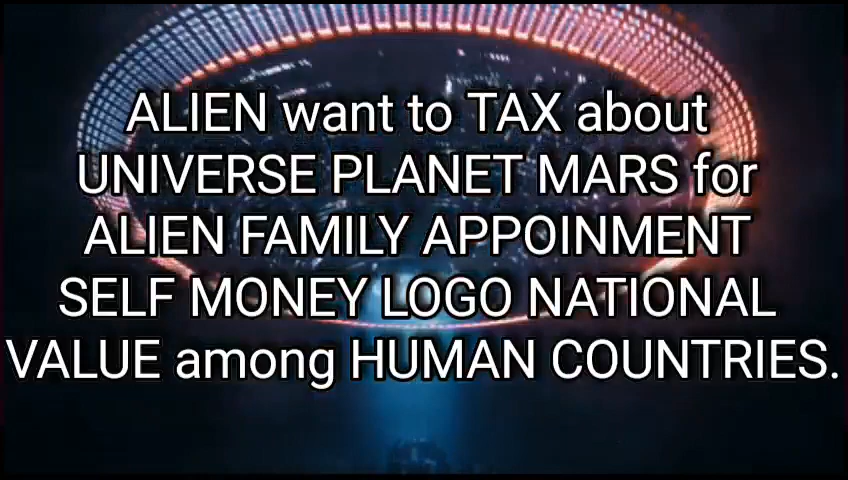 ALIEN want to TAX about
UNIVERSE PLANET MARS for
ALIEN FAMILY APPOINMENT
SELF MONEY LOGO NATIONAL
VALUE among HUMAN COUNTRIES.